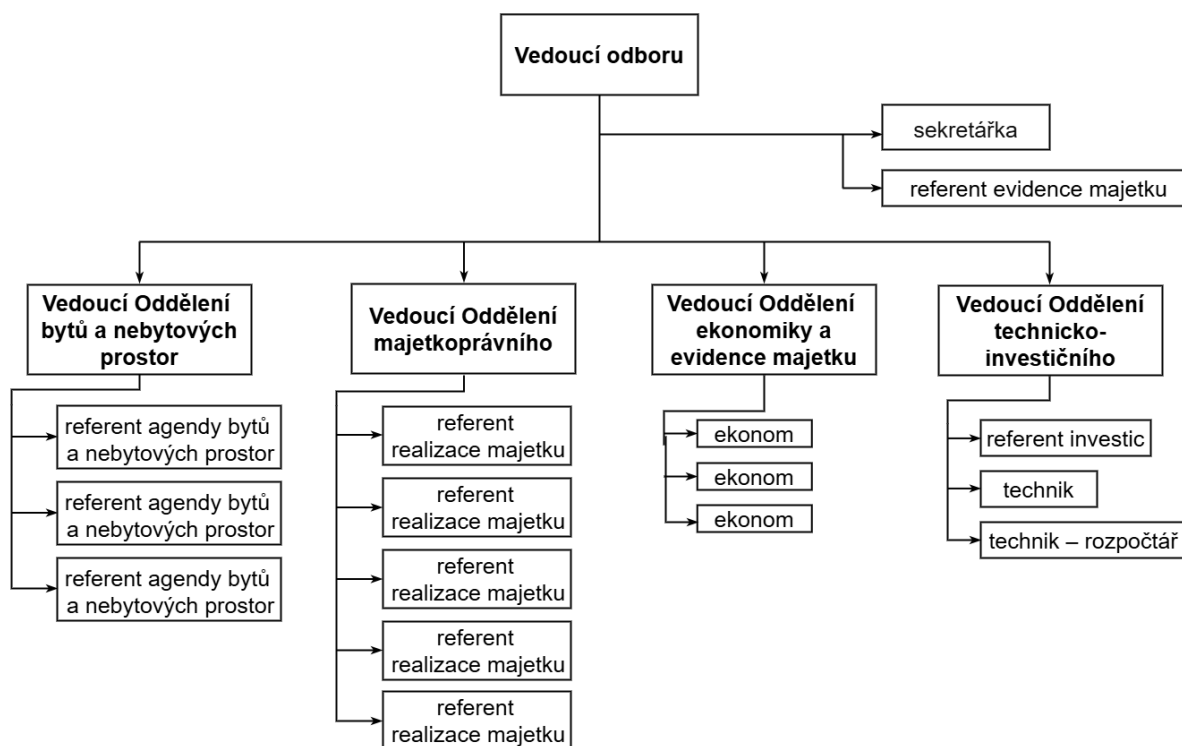 Vedoucí odboru
sekretářka
referent evidence majetku
Vedoucí Oddělení
bytů a nebytových
prostor
referent agendy bytů
a nebytových prostor
referent agendy bytů
a nebytových prostor
referent agendy bytů
a nebytových prostor
Vedoucí Oddělení
majetkoprávního
referent
realizace majetku
referent
realizace majetku
referent
realizace majetku
referent
realizace majetku
referent
realizace majetku
Vedoucí Oddělení
ekonomiky a
evidence majetku
ekonom
ekonom
ekonom
Vedoucí Oddělení
technicko-
investičního
referent investic
technik
technik – rozpočtář